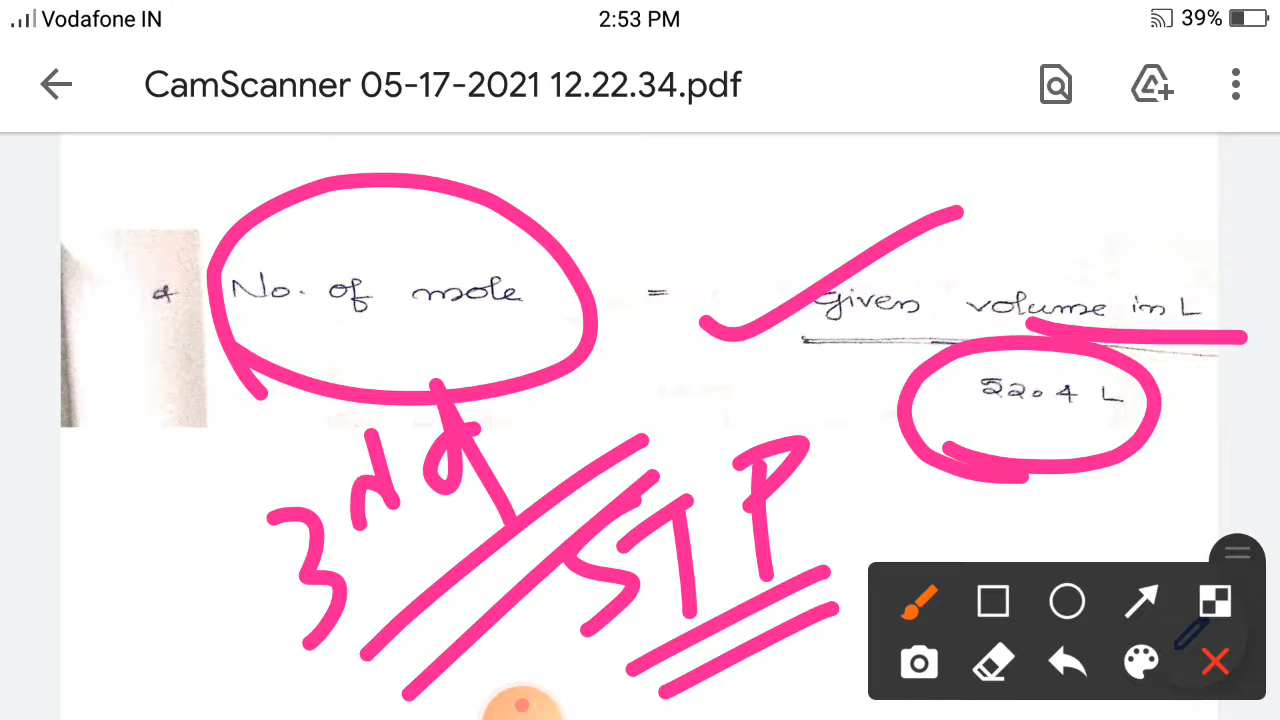 Vodafone IN 2:53 PM 39%
CamScanner 05-17-2021 12.22.34.pdf
No. of mole = Given volume in L
22.4 L
3rd
STP